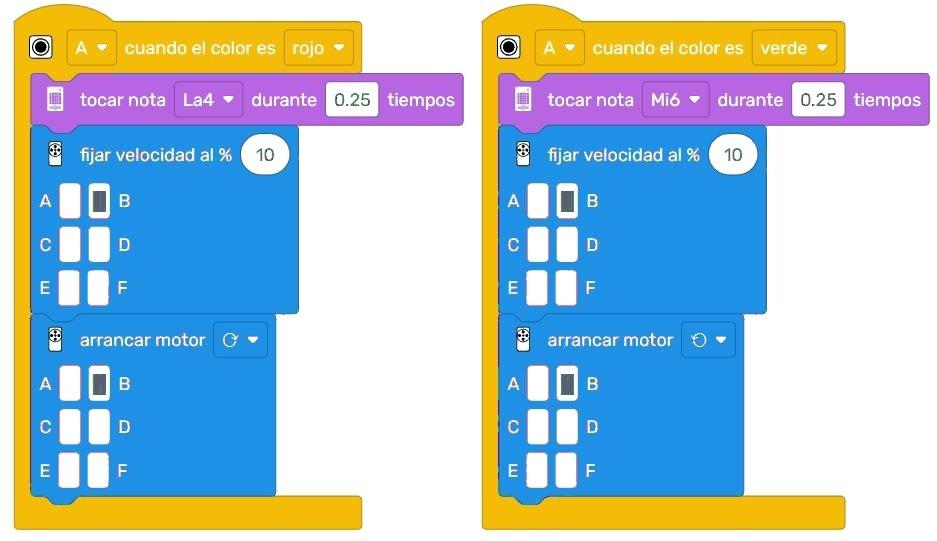 A cuando el color es rojo
tocar nota La4 durante 0.25 tiempos
fijar velocidad al % 10
A B
C D
E F
arrancar motor
A B
C D
E F
A cuando el color es verde
tocar nota Mi6 durante 0.25 tiempos
fijar velocidad al % 10
A B
C D
E F
arrancar motor
A B
C D
E F